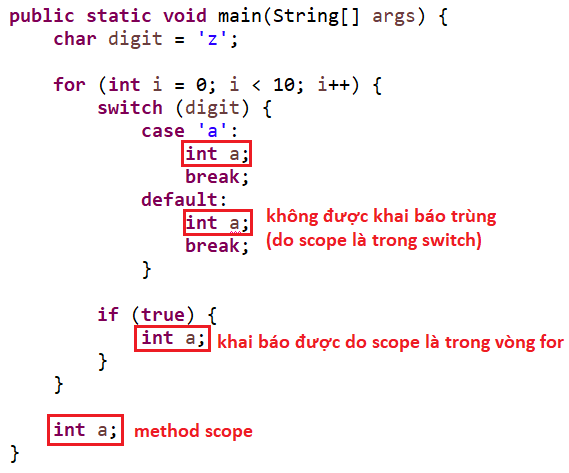 public static void main(String[] args) {
char digit = 'z';
for (int i = 0; i < 10; i++) {
switch (digit) {
case 'a':
int a;
break;
default:
int a; không được khai báo trùng
break; (do scope là trong switch)
}
if (true) {
int a; khai báo được do scope là trong vòng for
}
}
int a; method scope
}